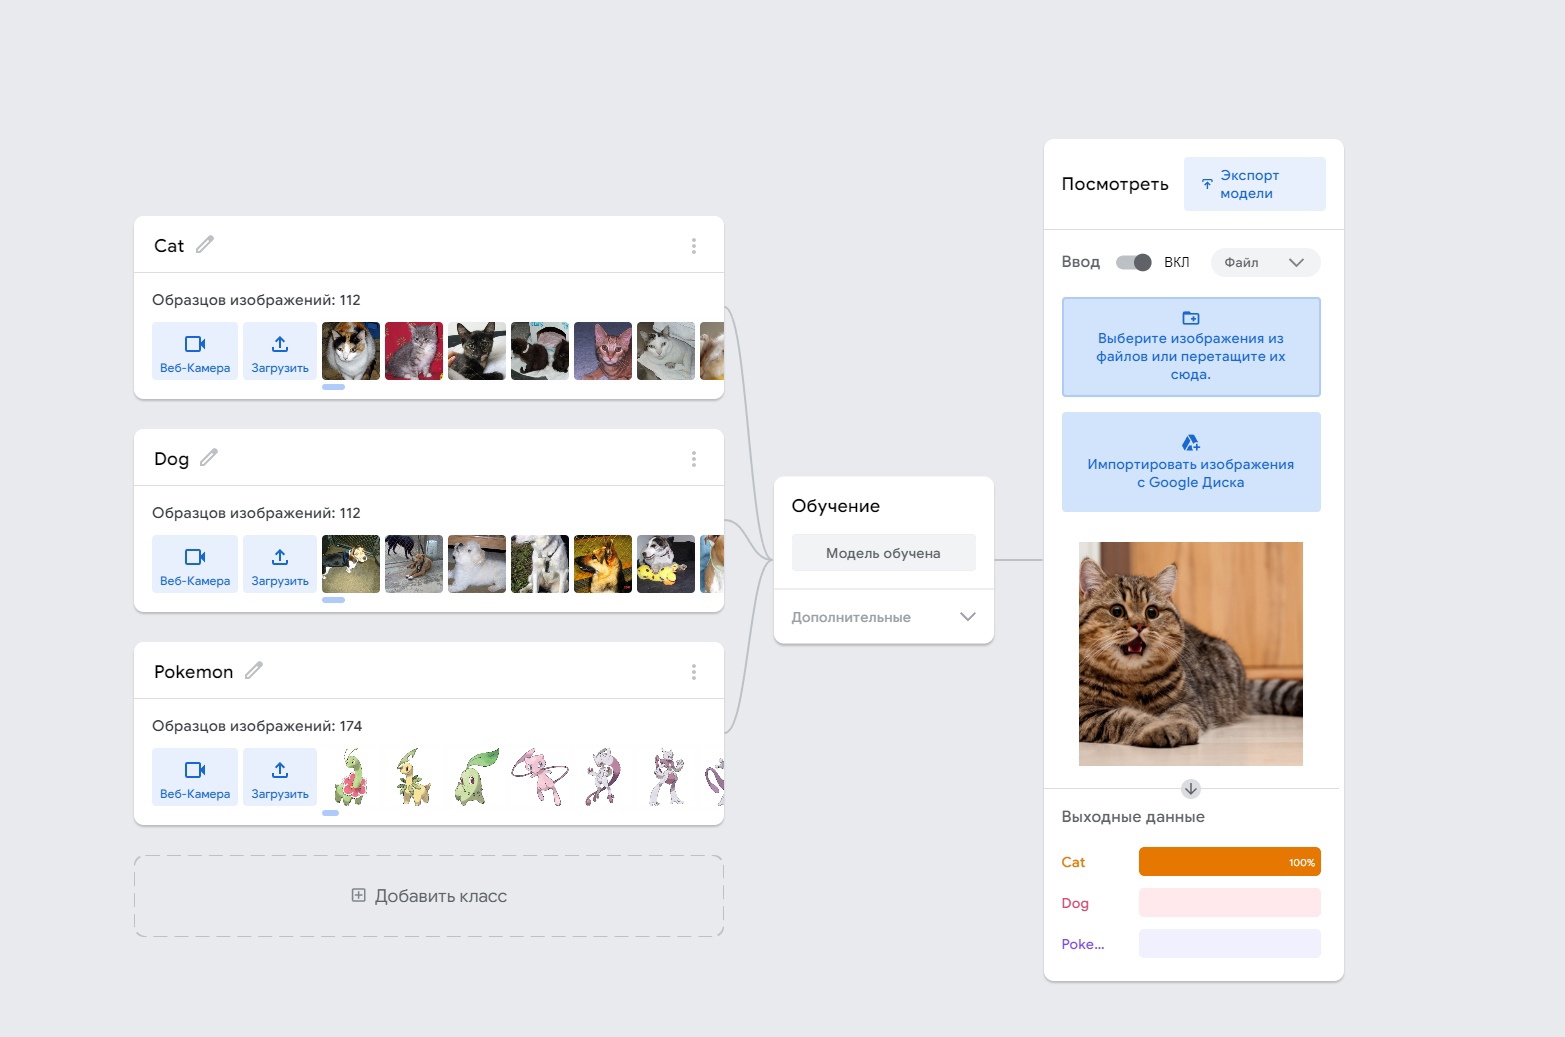 Cat
Образцов изображений: 112
Веб-Камера
Загрузить
Dog
Образцов изображений: 112
Веб-Камера
Загрузить
Pokemon
Образцов изображений: 174
Веб-Камера
Загрузить
Добавить класс
Обучение
Модель обучена
Дополнительные
Посмотреть
Экспорт
модели
Ввод
ВКЛ
Файл
Выберите изображения из
файлов или перетащите их
сюда.
Импортировать изображения
с Google Диска
Выходные данные
Cat
100%
Dog
Poke...